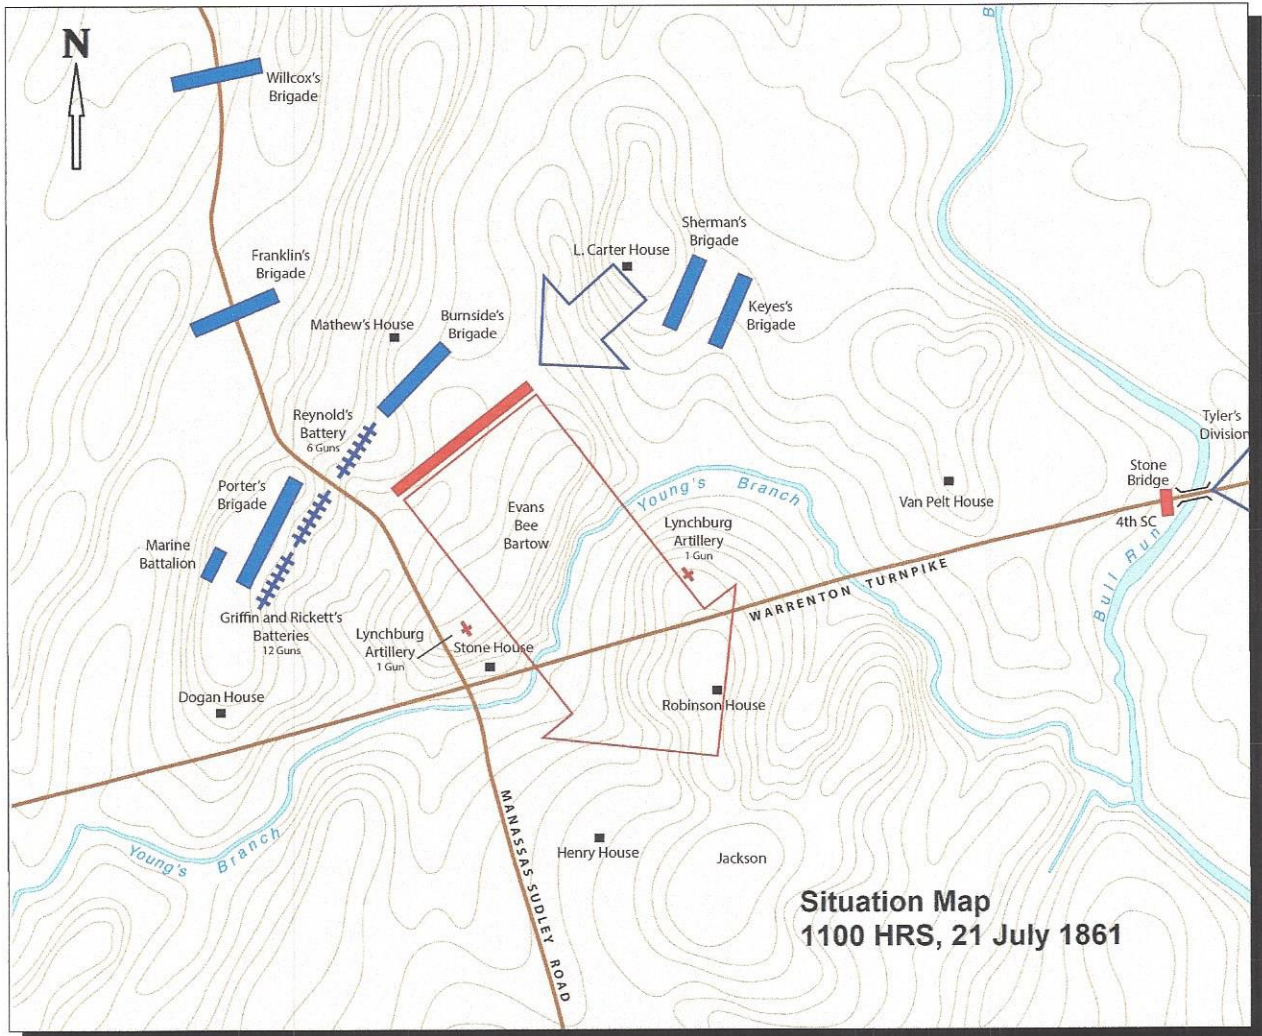 N
Willcox's
Brigade
B
Sherman's
Brigade
L. Carter House
Franklin's
Brigade
Keyes's
Brigade
Mathew's House
Burnside's
Brigade
Reynold's
Battery
6 Guns
Tyler's
Division
Stone
Bridge
Porter's
Brigade
Young's Branch
Van Pelt House
Evans
Bee
Bartow
Lynchburg
Artillery
1 Gun
4th SC
Marine
Battalion
Bull Run
WARRENTON TURNPIKE
Griffin and Rickett's
Batteries
12 Guns
Lynchburg
Artillery
1 Gun
Stone House
Dogan House
Robinson House
MANASSAS SUDLEY ROAD
Young's Branch
Henry House
Jackson
Situation Map
1100 HRS, 21 July 1861